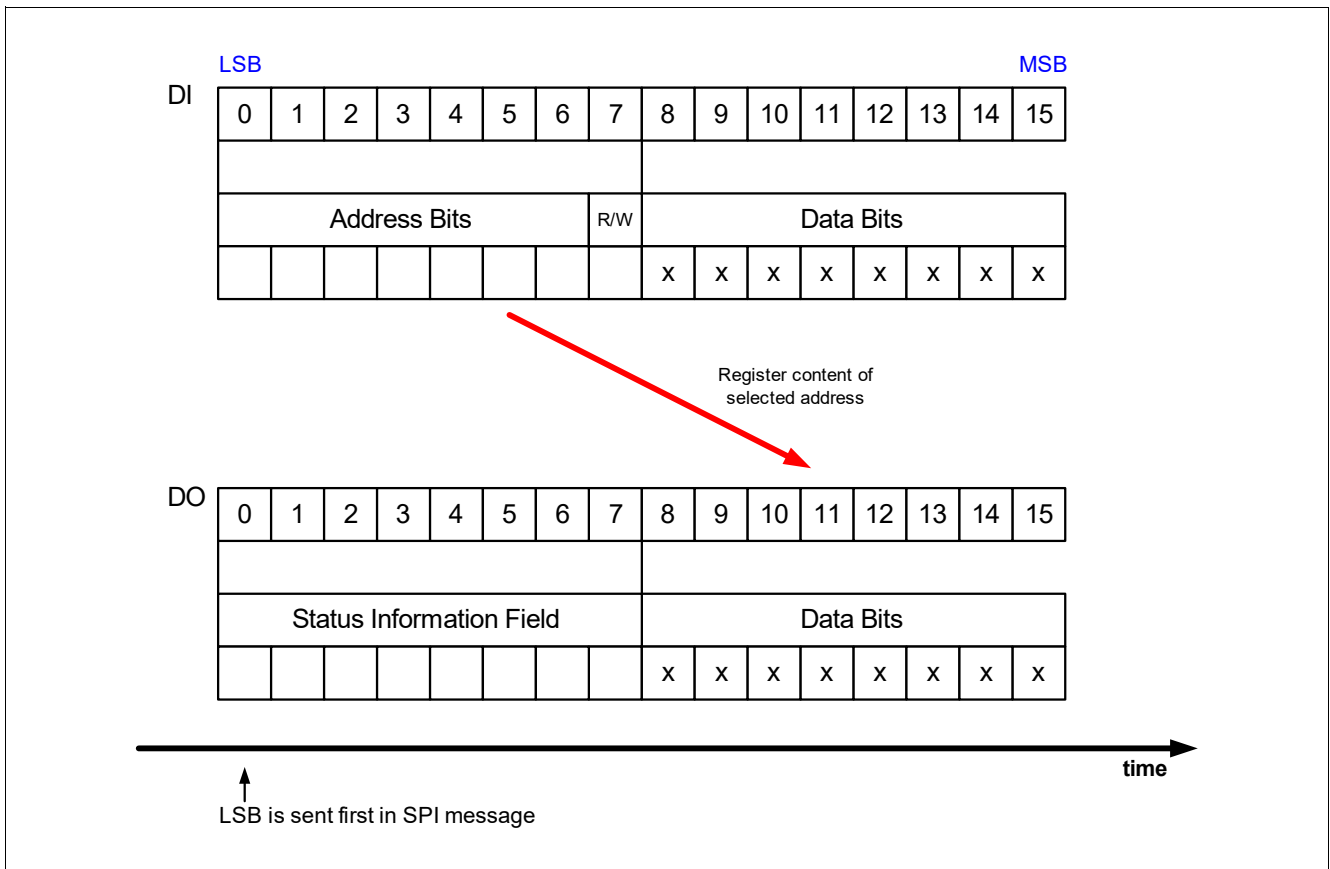 LSB MSB
DI
0 1 2 3 4 5 6 7 8 9 10 11 12 13 14 15
Address Bits R/W Data Bits
x x x x x x x x
Register content of
selected address
DO
0 1 2 3 4 5 6 7 8 9 10 11 12 13 14 15
Status Information Field Data Bits
x x x x x x x x
time
LSB is sent first in SPI message